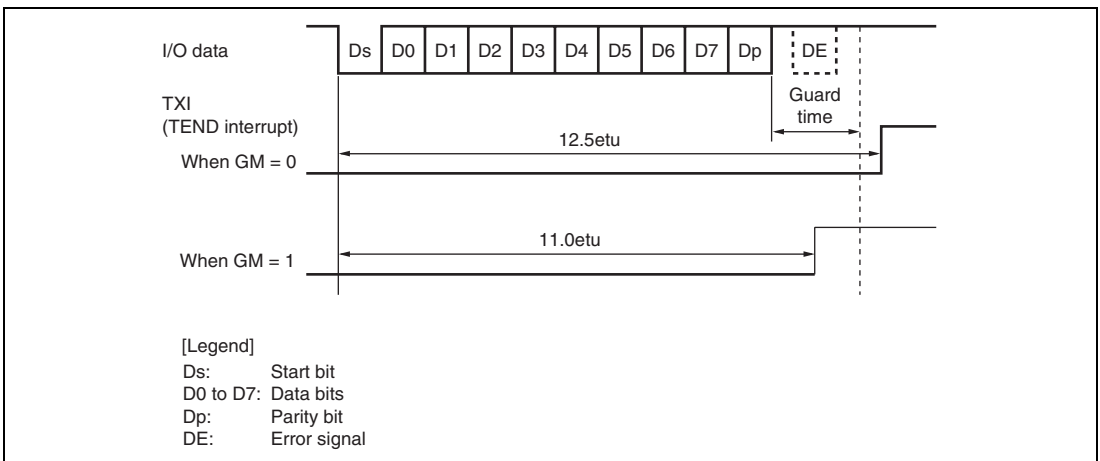 I/O data
Ds D0 D1 D2 D3 D4 D5 D6 D7 Dp DE
Guard
time
TXI
(TEND interrupt)
12.5etu
When GM = 0
11.0etu
When GM = 1
[Legend]
Ds: Start bit
D0 to D7: Data bits
Dp: Parity bit
DE: Error signal